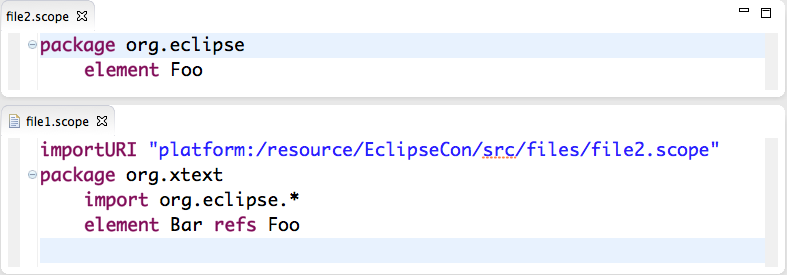 file2.scope
package org.eclipse
    element Foo
file1.scope
importURI "platform:/resource/EclipseCon/src/files/file2.scope"
package org.xtext
    import org.eclipse.*
    element Bar refs Foo